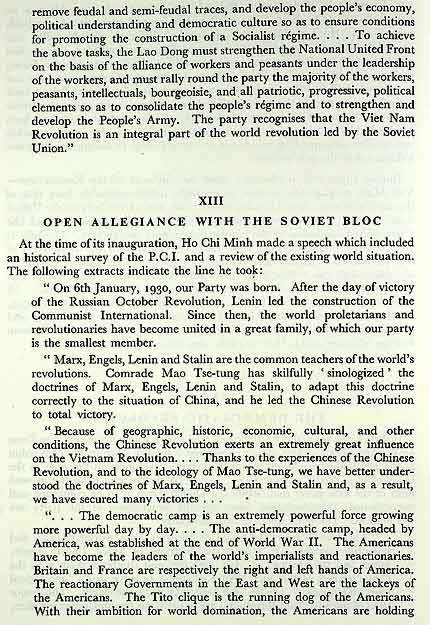 remove feudal and semi-feudal traces, and develop the people's economy,
political understanding and democratic culture so as to ensure conditions
for promoting the construction of a Socialist régime. . . . To achieve
the above tasks, the Lao Dong must strengthen the National United Front
on the basis of the alliance of workers and peasants under the leadership
of the workers, and must rally round the party the majority of the workers,
peasants, intellectuals, bourgeoisie, and all patriotic, progressive, political
elements so as to consolidate the people's régime and to strengthen and
develop the People's Army. The party recognises that the Viet Nam
Revolution is an integral part of the world revolution led by the Soviet
Union."
XIII
OPEN ALLEGIANCE WITH THE SOVIET BLOC
At the time of its inauguration, Ho Chi Minh made a speech which included
an historical survey of the P.C.I. and a review of the existing world situation.
The following extracts indicate the line he took:
" On 6th January, 1930, our Party was born. After the day of victory
of the Russian October Revolution, Lenin led the construction of the
Communist International. Since then, the world proletarians and
revolutionaries have become united in a great family, of which our party
is the smallest member.
" Marx, Engels, Lenin and Stalin are the common teachers of the world's
revolutions. Comrade Mao Tse-tung has skilfully ' sinologized ' the
doctrines of Marx, Engels, Lenin and Stalin, to adapt this doctrine
correctly to the situation of China, and he led the Chinese Revolution
to total victory.
" Because of geographic, historic, economic, cultural, and other
conditions, the Chinese Revolution exerts an extremely great influence
on the Vietnam Revolution. . . . Thanks to the experiences of the Chinese
Revolution, and to the ideology of Mao Tse-tung, we have better under-
stood the doctrines of Marx, Engels, Lenin and Stalin and, as a result,
we have secured many victories . . .
". . . The democratic camp is an extremely powerful force growing
more powerful day by day. . . . The anti-democratic camp, headed by
America, was established at the end of World War II. The Americans
have become the leaders of the world's imperialists and reactionaries.
Britain and France are respectively the right and left hands of America.
The reactionary Governments in the East and West are the lackeys of
the Americans. The Tito clique is the running dog of the Americans.
With their ambition for world domination, the Americans are holding